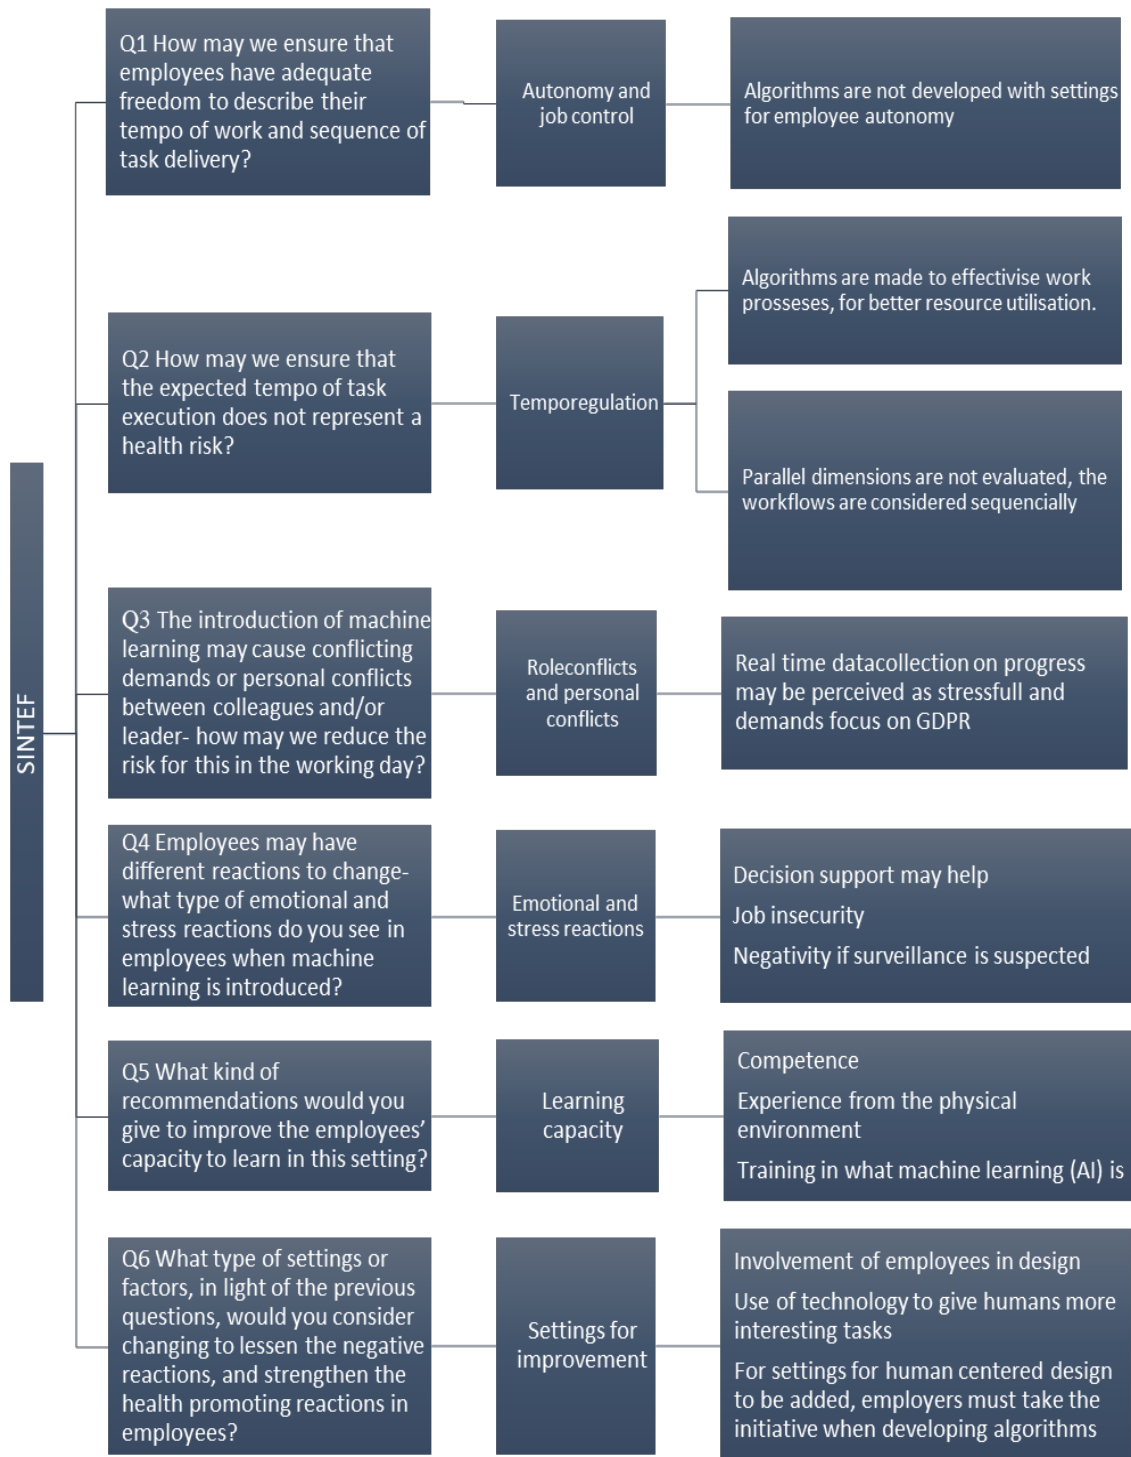 SINTEF
Q1 How may we ensure that
employees have adequate
freedom to describe their
tempo of work and sequence of
task delivery?
Autonomy and
job control
Algorithms are not developed with settings
for employee autonomy
Q2 How may we ensure that
the expected tempo of task
execution does not represent a
health risk?
Temporegulation
Algorithms are made to effectivise work
prosseses, for better resource utilisation.
Parallel dimensions are not evaluated, the
workflows are considered sequencially
Q3 The introduction of machine
learning may cause conflicting
demands or personal conflicts
between colleagues and/or
leader- how may we reduce the
risk for this in the working day?
Roleconflicts
and personal
conflicts
Real time datacollection on progress
may be perceived as stressfull and
demands focus on GDPR
Q4 Employees may have
different reactions to change-
what type of emotional and
stress reactions do you see in
employees when machine
learning is introduced?
Emotional and
stress reactions
Decision support may help
Job insecurity
Negativity if surveillance is suspected
Q5 What kind of
recommendations would you
give to improve the employees’
capacity to learn in this setting?
Learning
capacity
Competence
Experience from the physical
environment
Training in what machine learning (AI) is
Q6 What type of settings or
factors, in light of the previous
questions, would you consider
changing to lessen the negative
reactions, and strengthen the
health promoting reactions in
employees?
Settings for
improvement
Involvement of employees in design
Use of technology to give humans more
interesting tasks
For settings for human centered design
to be added, employers must take the
initiative when developing algorithms